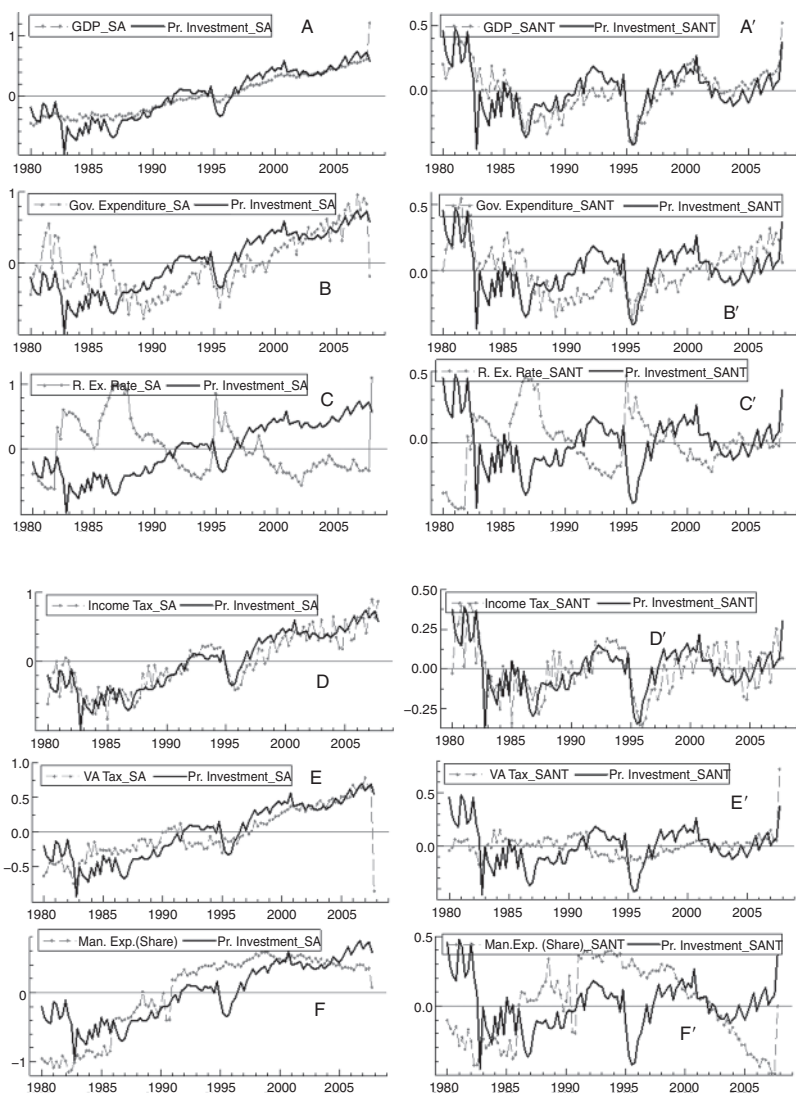 GDP_SA Pr. Investment_SA A
1
0
1980 1985 1990 1995 2000 2005
GDP_SANT Pr. Investment_SANT A′
0.5
0.0
1980 1985 1990 1995 2000 2005
Gov. Expenditure_SA Pr. Investment_SA
1
0
B
1980 1985 1990 1995 2000 2005
Gov. Expenditure_SANT Pr. Investment_SANT
0.5
0.0
B′
1980 1985 1990 1995 2000 2005
R. Ex. Rate_SA Pr. Investment_SA
1
C
0
1980 1985 1990 1995 2000 2005
0.5
R. Ex. Rate_SANT Pr. Investment_SANT
C′
0.0
1980 1985 1990 1995 2000 2005
1
Income Tax_SA Pr. Investment_SA
0
D
1980 1985 1990 1995 2000 2005
0.50
Income Tax_SANT Pr. Investment_SANT
0.25
D′
0.00
−0.25
1980 1985 1990 1995 2000 2005
1.0
VA Tax_SA Pr. Investment_SA E
0.5
0.0
−0.5
1980 1985 1990 1995 2000 2005
VA Tax_SANT Pr. Investment_SANT
0.5
E′
0.0
1980 1985 1990 1995 2000 2005
Man. Exp.(Share) Pr. Investment_SA
0
F
−1
1980 1985 1990 1995 2000 2005
0.5
Man.Exp. (Share)_SANT Pr. Investment_SANT
0.0
F′
1980 1985 1990 1995 2000 2005